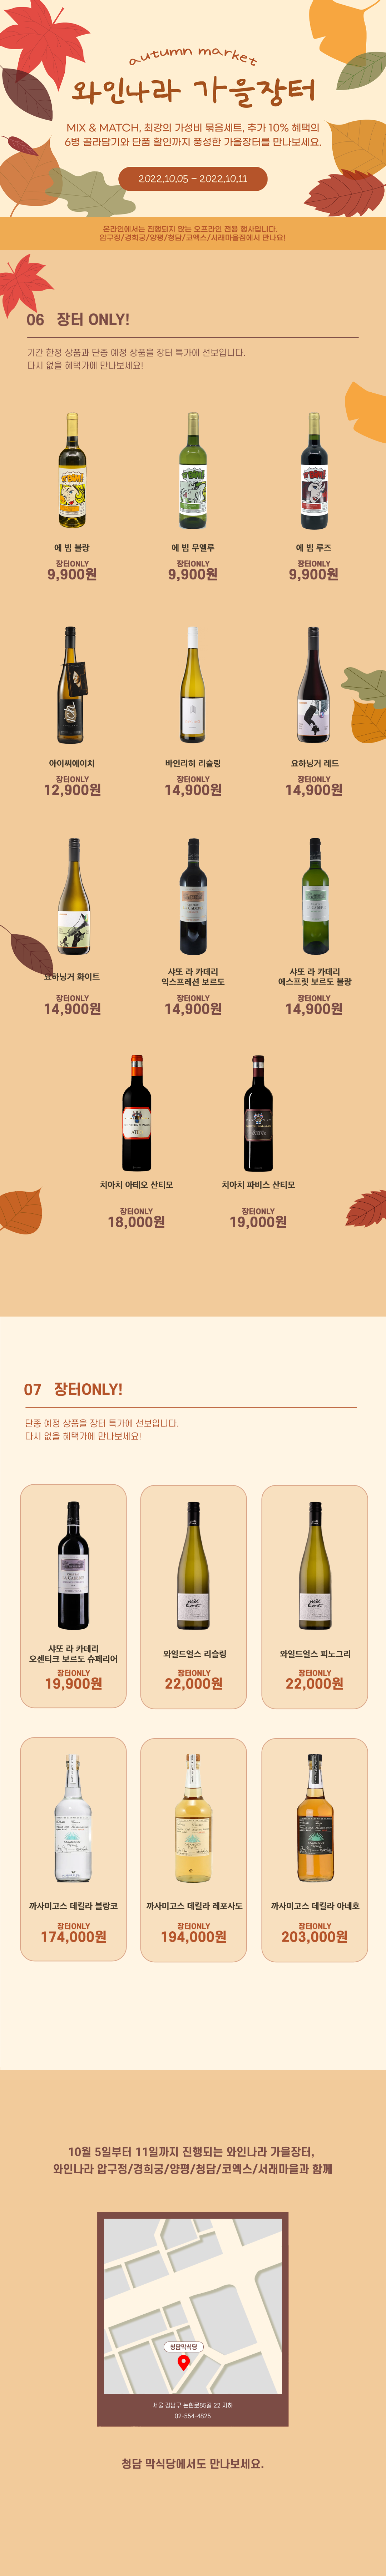 autumn market
와인나라 가을장터
MIX & MATCH, 최강의 가성비 묶음세트, 추가 10% 혜택의
6병 골라담기와 단품 할인까지 풍성한 가을장터를 만나보세요.
2022.10.05 - 2022.10.11
온라인에서는 진행되지 않는 오프라인 전용 행사입니다.
압구정/경희궁/양평/청담/코엑스/서래마을점에서 만나요!
06 장터 ONLY!
기간 한정 상품과 단종 예정 상품을 장터 특가에 선보입니다.
다시 없을 혜택가에 만나보세요!
에 빔 블랑
장터ONLY
9,900원
에 빔 무엘루
장터ONLY
9,900원
에 빔 루즈
장터ONLY
9,900원
아이씨에이치
장터ONLY
12,900원
바인리히 리슬링
장터ONLY
14,900원
요하닝거 레드
장터ONLY
14,900원
요하닝거 화이트
장터ONLY
14,900원
샤또 라 카데리
익스프레션 보르도
장터ONLY
14,900원
샤또 라 카데리
에스프릿 보르도 블랑
장터ONLY
14,900원
치아치 아테오 산티모
장터ONLY
18,000원
치아치 파비스 산티모
장터ONLY
19,000원
07 장터ONLY!
단종 예정 상품을 장터 특가에 선보입니다.
다시 없을 혜택가에 만나보세요!
샤또 라 카데리
오센티크 보르도 슈페리어
장터ONLY
19,900원
와일드얼스 리슬링
장터ONLY
22,000원
와일드얼스 피노그리
장터ONLY
22,000원
까사미고스 데킬라 블랑코
장터ONLY
174,000원
까사미고스 데킬라 레포사도
장터ONLY
194,000원
까사미고스 데킬라 아네호
장터ONLY
203,000원
10월 5일부터 11일까지 진행되는 와인나라 가을장터,
와인나라 압구정/경희궁/양평/청담/코엑스/서래마을과 함께
청담막식당
서울 강남구 논현로85길 22 지하
02-554-4825
청담 막식당에서도 만나보세요.